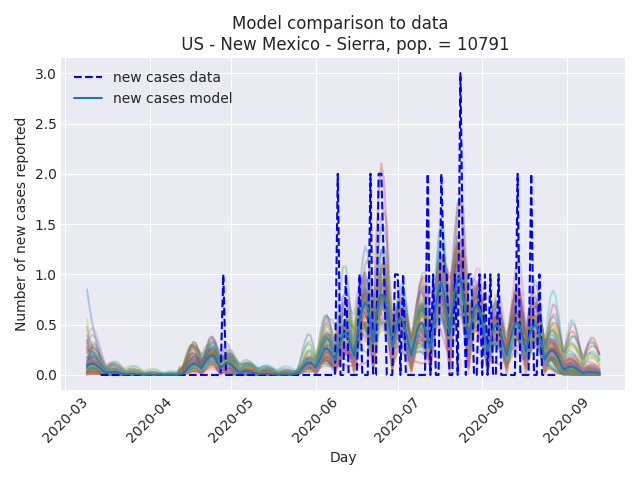 Model comparison to data
US - New Mexico - Sierra, pop. = 10791
new cases data
new cases model
Number of new cases reported
3.0
2.5
2.0
1.5
1.0
0.5
0.0
2020-03
2020-04
2020-05
2020-06
2020-07
2020-08
2020-09
Day